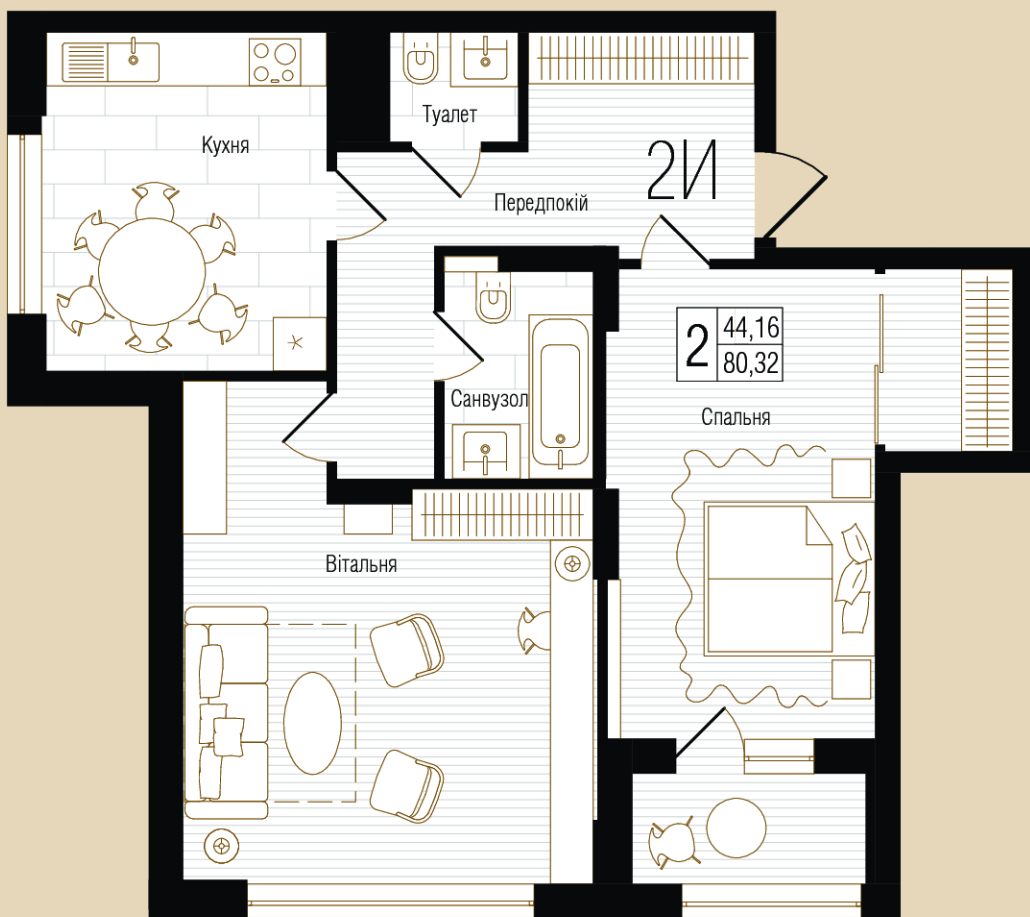 Туалет
Кухня
2И
Передпокій
2
44,16
80,32
Санвузол
Спальня
Вітальня